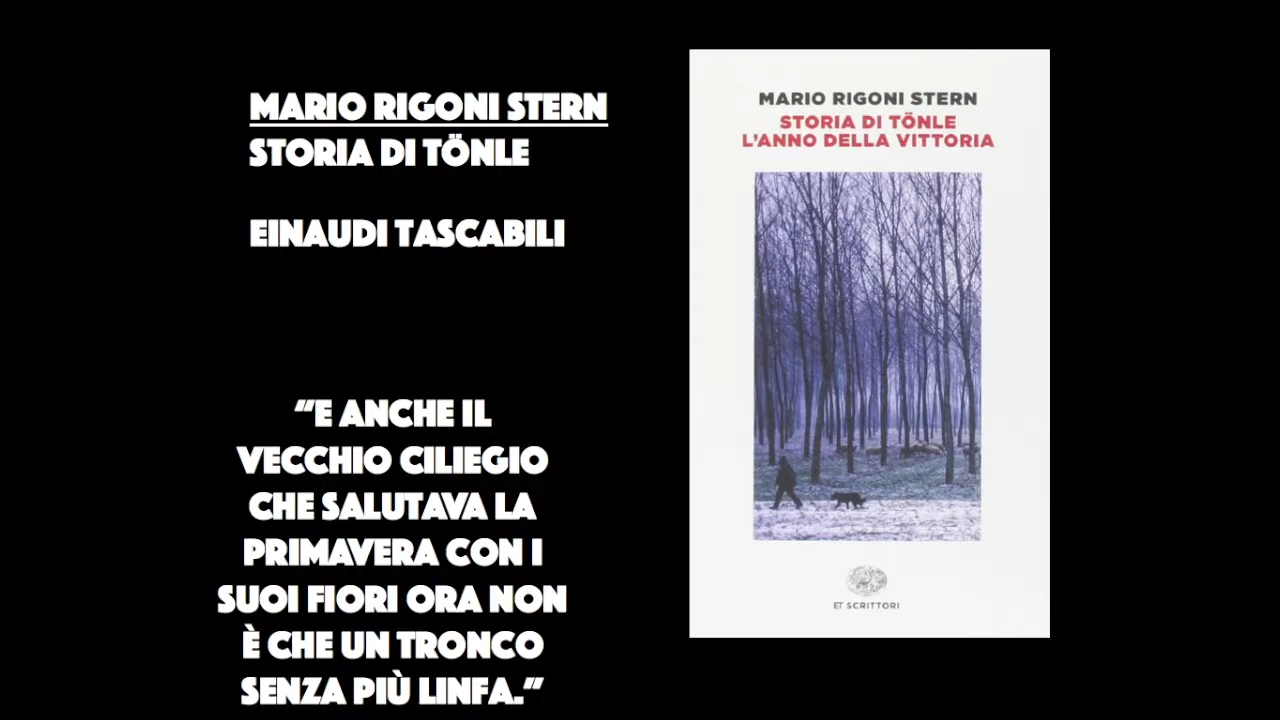 MARIO RIGONI STERN
STORIA DI TÖNLE
EINAUDI TASCABILI
“E ANCHE IL
VECCHIO CILIEGIO
CHE SALUTAVA LA
PRIMAVERA CON I
SUOI FIORI ORA NON
È CHE UN TRONCO
SENZA PIÙ LINFA.”
MARIO RIGONI STERN
STORIA DI TÖNLE
L'ANNO DELLA VITTORIA
ET SCRITTORI